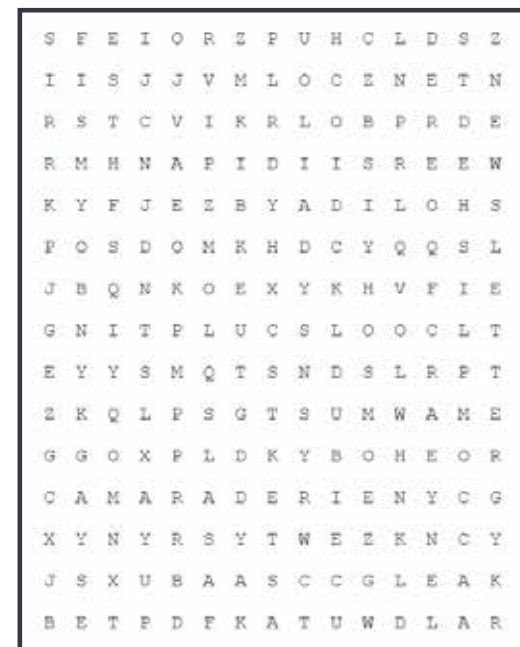 S F E I O R Z P U H C L D S Z
I I S J J V M L O C Z N E T N
R S T C V I K R L O B P R D E
R M H N A P I D I I S R E E W
K Y F J E Z B Y A D I L O H S
P O S D O M K H D C Y Q Q S L
J B Q N K O E X Y K H V F I E
G N I T P L U C S L O O C L T
E Y Y S M Q T S N D S L R P T
Z K Q L P S G T S U M W A M E
G G O X P L D K Y B O H E O R
C A M A R A D E R I E N Y C G
X Y N Y R S Y T W E Z K N C Y
J S X U B A A S C C G L E A K
B E T P D F K A T U W D L A R